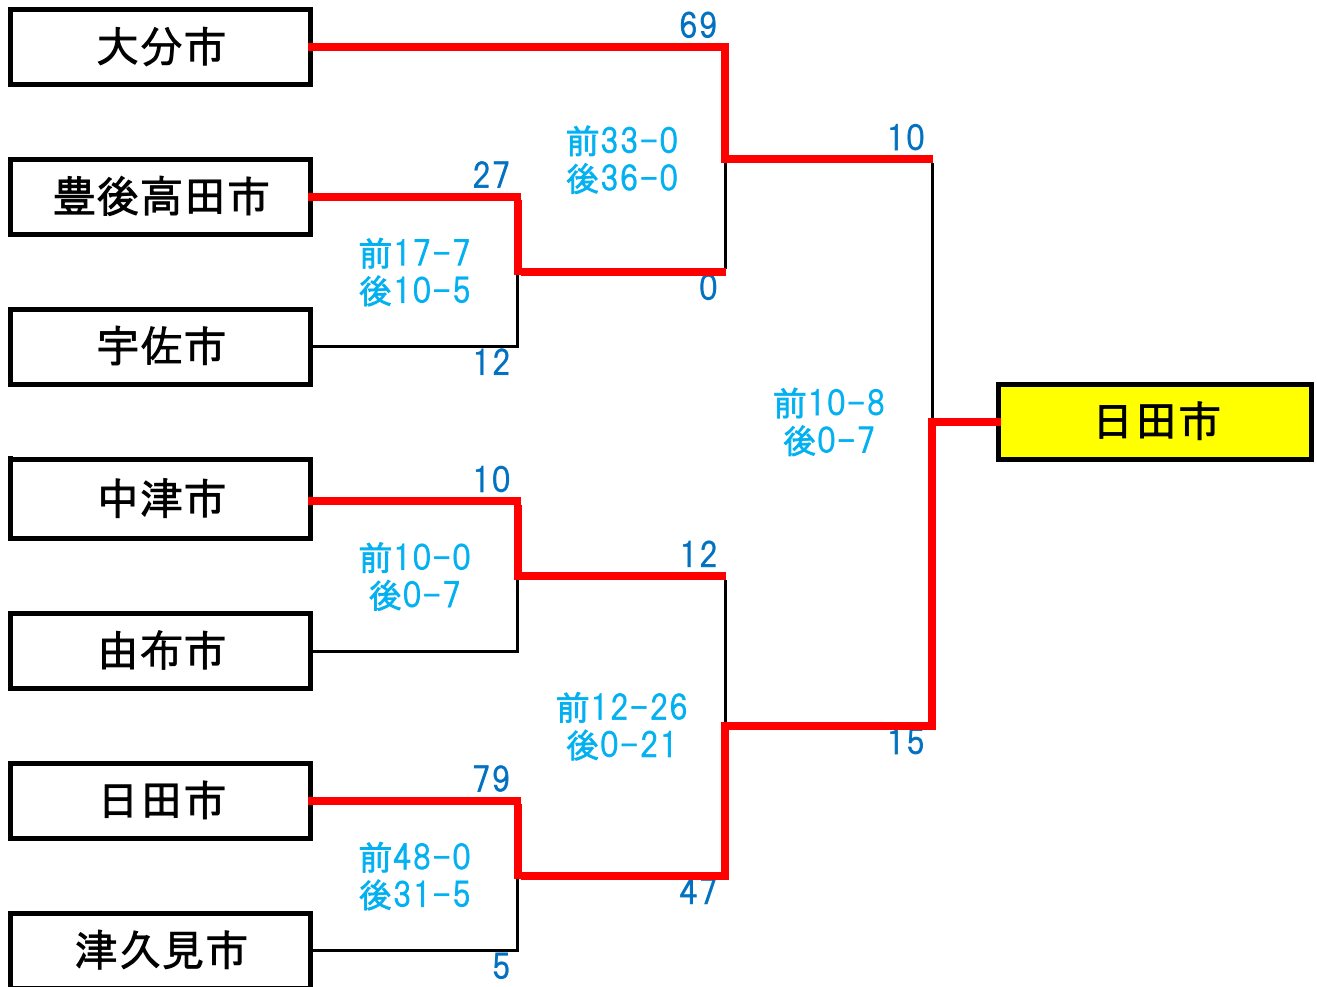 大分市
69
前33-0
後36-0
10
豊後高田市
27
前17-7
後10-5
0
宇佐市
12
前10-8
後0-7
日田市
中津市
10
前10-0
後0-7
12
由布市
前12-26
後0-21
15
日田市
79
前48-0
後31-5
47
津久見市
5